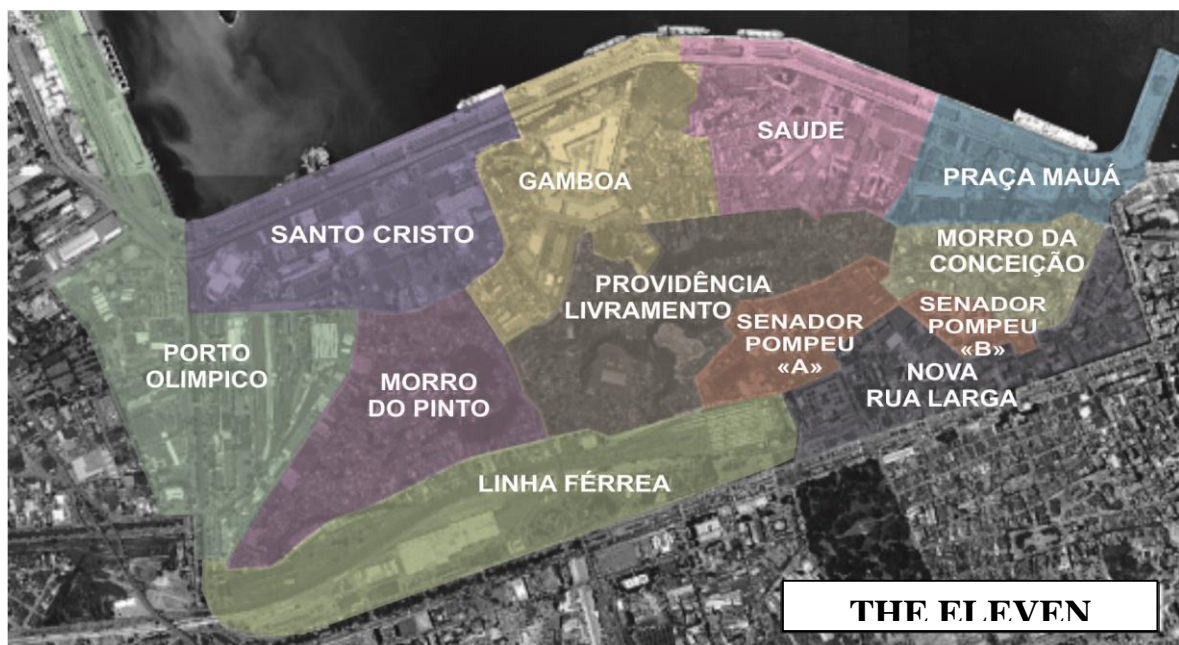 SAUDE
GAMBOA
PRAÇA MAUÁ
SANTO CRISTO
MORRO DA
CONCEIÇÃO
PROVIDÊNCIA
LIVRAMENTO
SENADOR
POMPEU
«A»
SENADOR
POMPEU
«B»
PORTO
OLIMPICO
MORRO
DO PINTO
NOVA
RUA LARGA
LINHA FÉRREA
THE ELEVEN